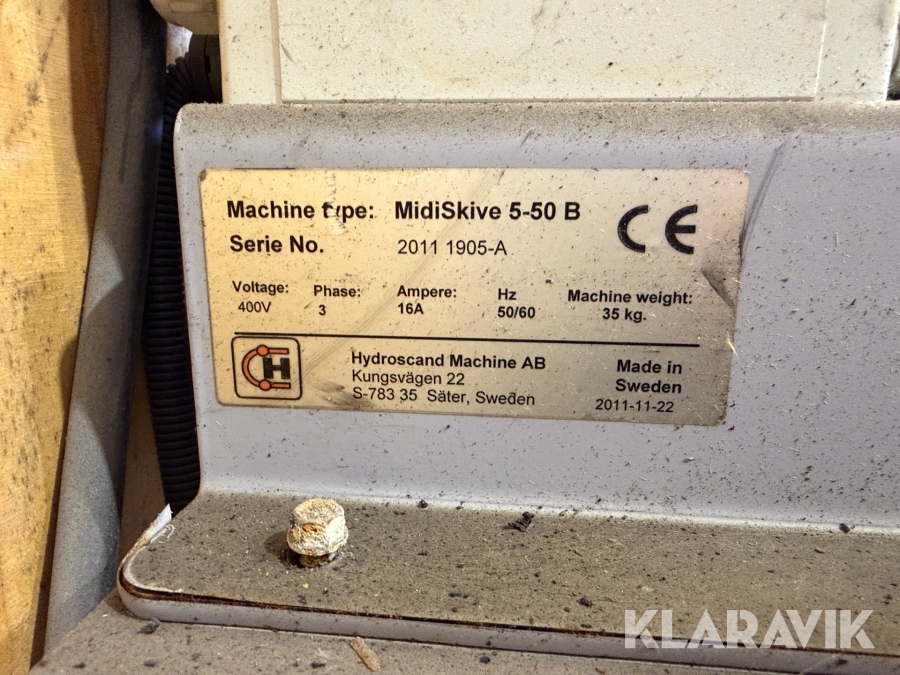 Machine type: MidiSkive 5-50 B
Serie No. 2011 1905-A
CE
Voltage: Phase: Ampere: Hz Machine weight:
400V 3 16A 50/60 35 kg.
H
Hydroscand Machine AB
Kungsvägen 22
S-783 35 Säter, Sweden
Made in
Sweden
2011-11-22
KLARAVIK